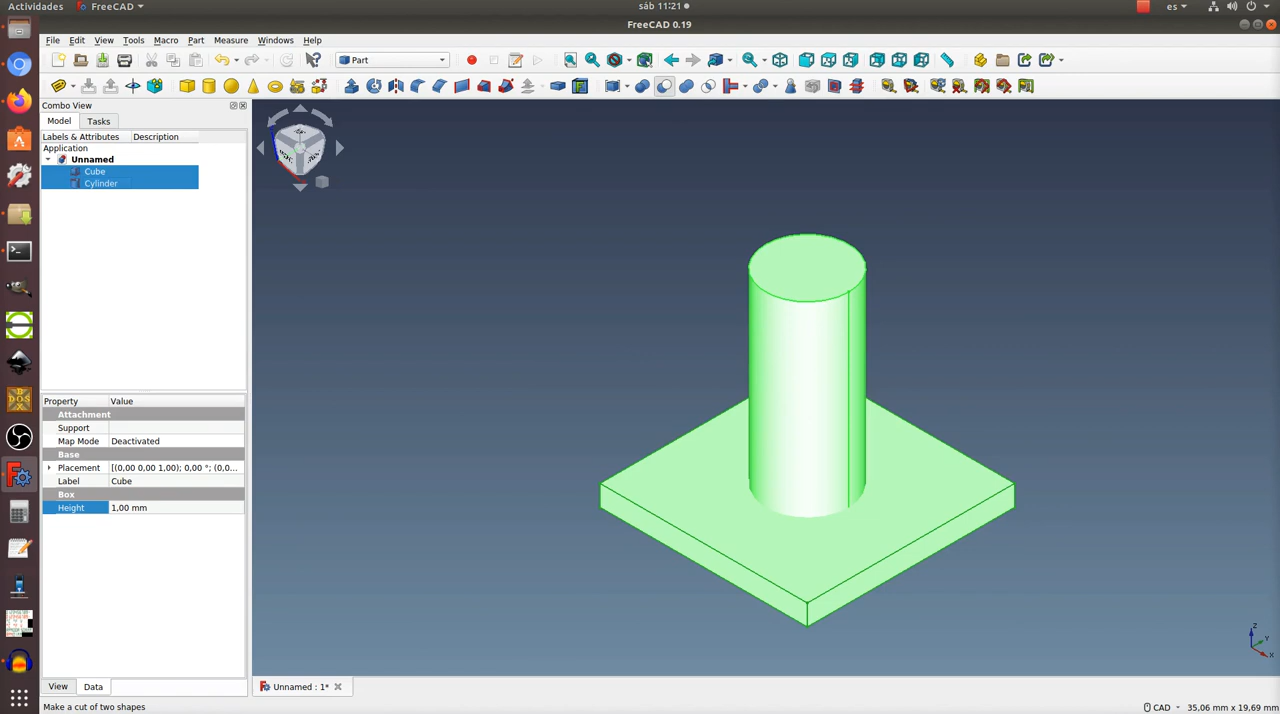 Actividades FreeCAD sáb 11:21 es
FreeCAD 0.19
File Edit View Tools Macro Part Measure Windows Help
Part
Combo View
Model Tasks
Labels & Attributes Description
Application
Unnamed
Cube
Cylinder
Property Value
Attachment
Support
Map Mode Deactivated
Base
Placement [(0,00 0,00 1,00); 0,00 °; (0,0...
Label Cube
Box
Height 1,00 mm
View Data
Unnamed : 1*
Z
Y
X
Make a cut of two shapes CAD 35,06 mm x 19,69 mm